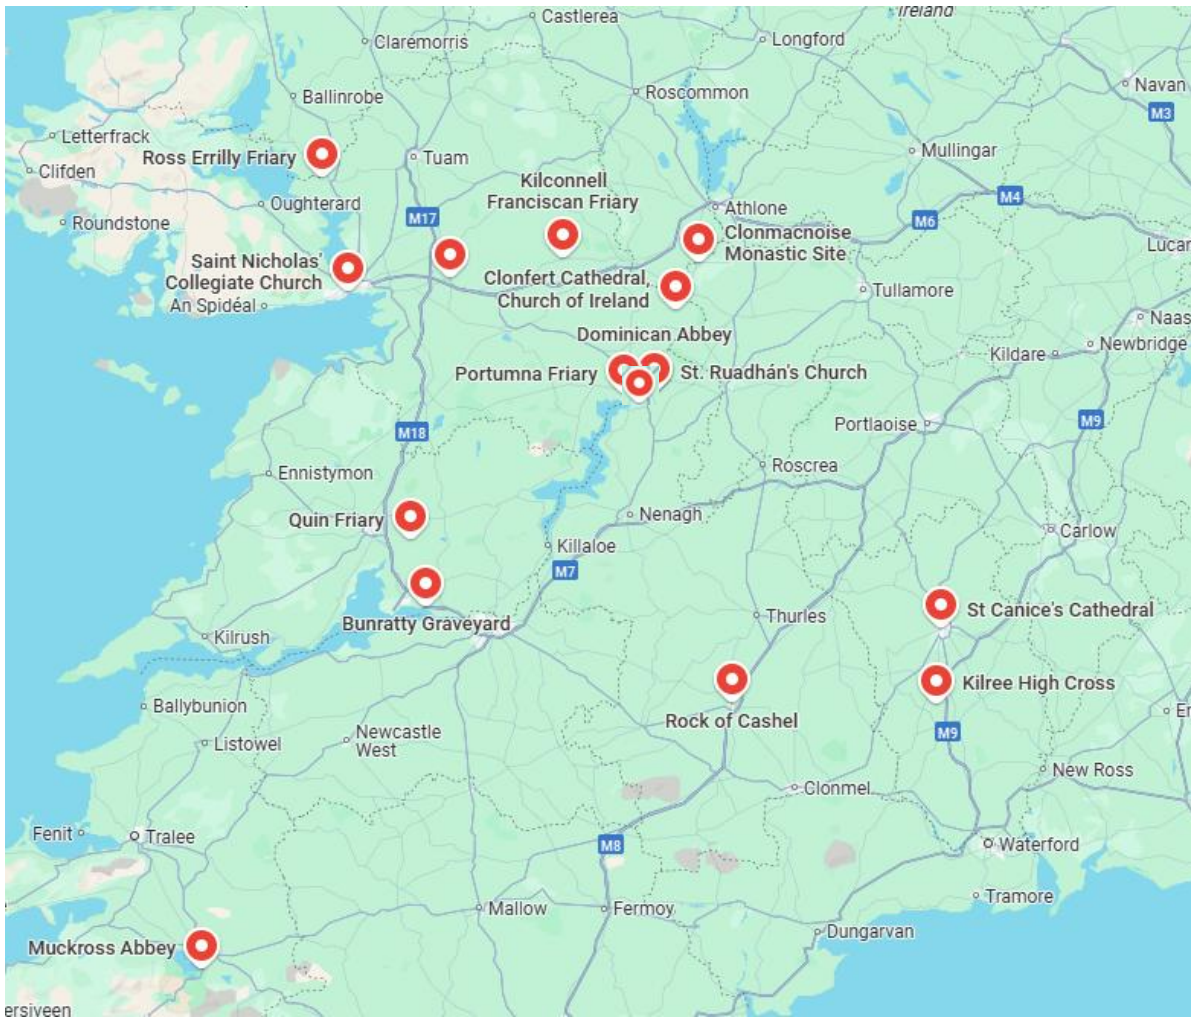 Castlerea
Ireland
Claremorris
Longford
Navan
Ballinrobe
Roscommon
M3
Letterfrack
Ross Errilly Friary
Tuam
Mullingar
Clifden
Kilconnell
Franciscan Friary
M4
Oughterard
Athlone
Roundstone
M17
M6
Clonmacnoise
Monastic Site
Lucan
Saint Nicholas'
Collegiate Church
Clonfert Cathedral,
Church of Ireland
An Spidéal
Tullamore
Naas
Dominican Abbey
Newbridge
Kildare
Portumna Friary
St. Ruadhán's Church
M9
M18
Portlaoise
Ennistymon
Roscrea
Quin Friary
Nenagh
Carlow
Killaloe
M7
St Canice's Cathedral
Bunratty Graveyard
Thurles
Kilrush
Kilree High Cross
Ballybunion
Rock of Cashel
En
Newcastle
West
M9
Listowel
New Ross
Clonmel
Fenit
Tralee
M8
Waterford
Tramore
Mallow
Fermoy
Dungarvan
Muckross Abbey
ersiveen